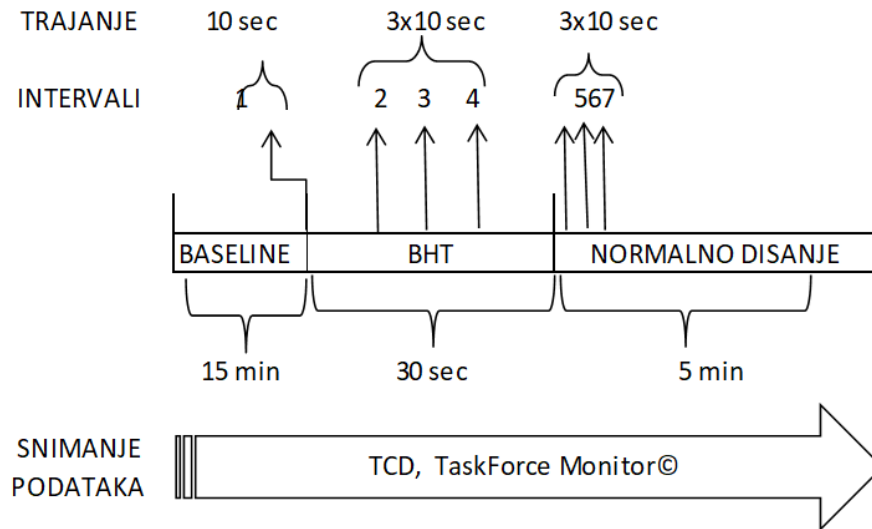 TRAJANJE 10 sec 3x10 sec 3x10 sec
INTERVALI 1 2 3 4 567
BASELINE BHT NORMALNO DISANJE
15 min 30 sec 5 min
SNIMANJE
PODATAKA
TCD, TaskForce Monitor©